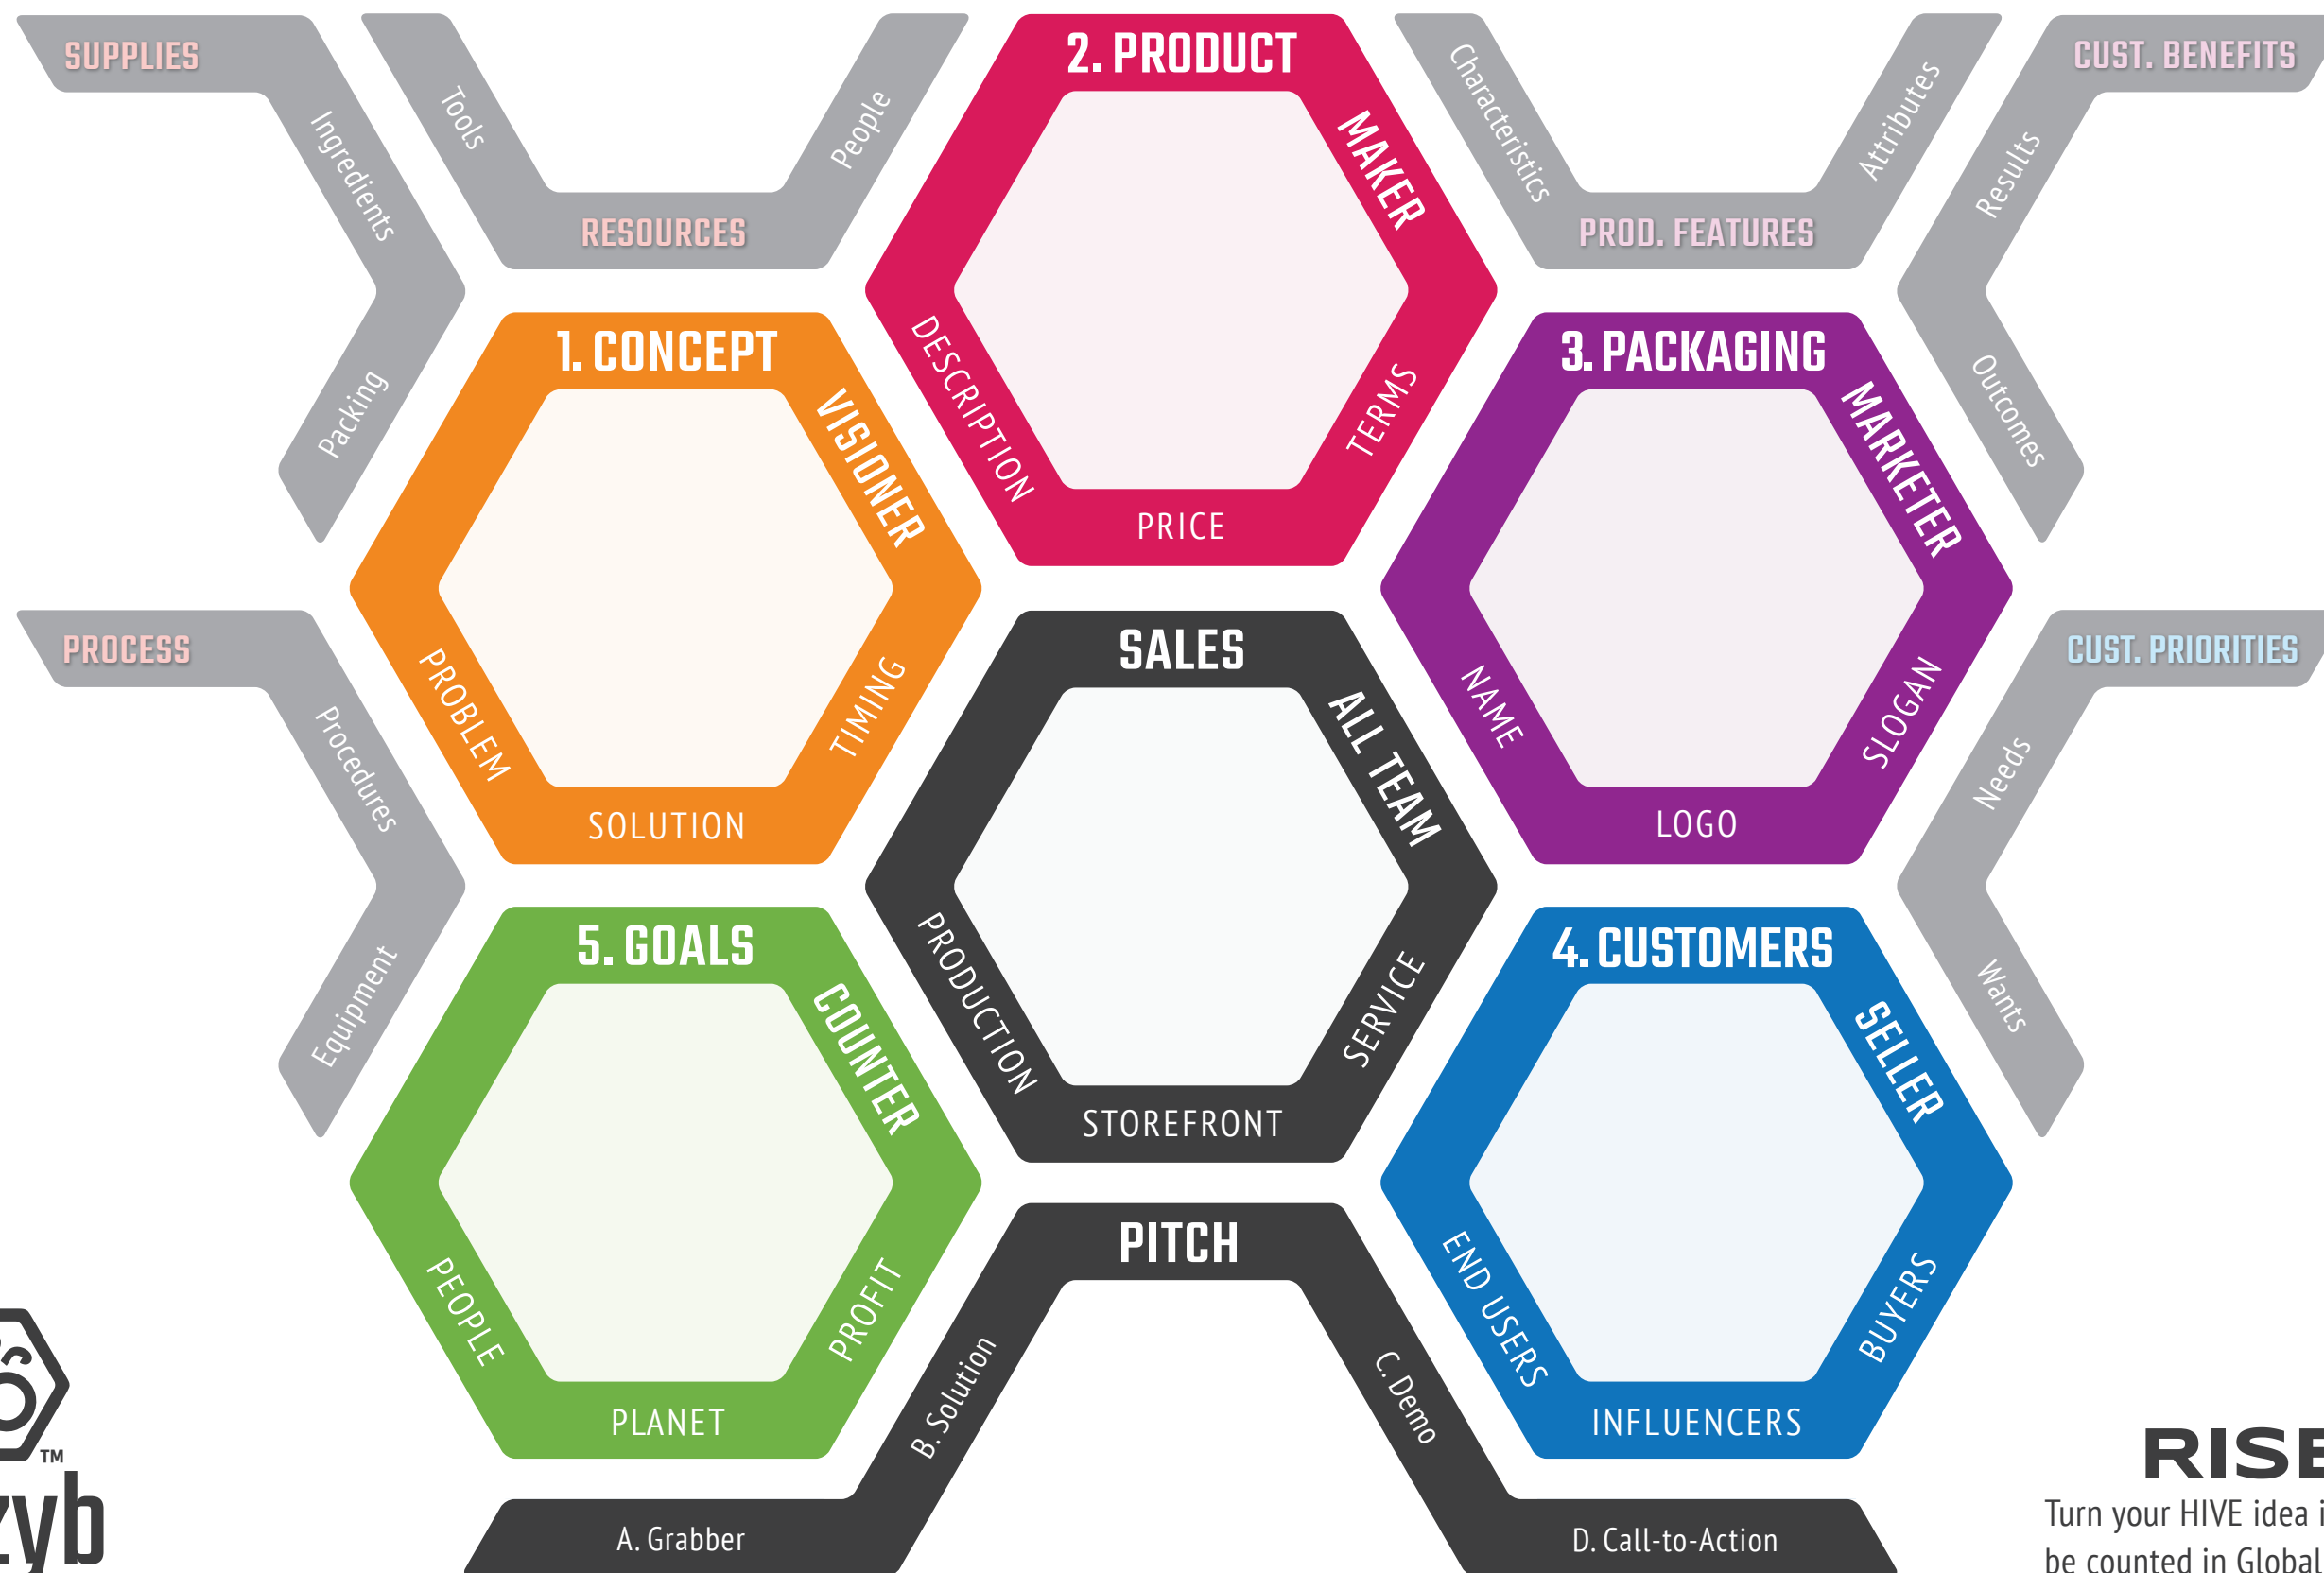 SUPPLIES
Ingredients
Packing
Tools
RESOURCES
People
2. PRODUCT
MAKER
DESCRIPTION
PRICE
TERMS
Characteristics
PROD. FEATURES
Attributes
CUST. BENEFITS
Results
Outcomes
1. CONCEPT
VISIONER
PROBLEM
SOLUTION
TIMING
3. PACKAGING
MARKETER
NAME
LOGO
SLOGAN
PROCESS
Procedures
Equipment
SALES
ALL TEAM
PRODUCTION
STOREFRONT
SERVICE
CUST. PRIORITIES
Needs
Wants
5. GOALS
COUNTER
PEOPLE
PLANET
PROFIT
4. CUSTOMERS
SELLER
END USERS
INFLUENCERS
BUYERS
PITCH
A. Grabber
B. Solution
C. Demo
D. Call-to-Action
TM
zyb
RISE
Turn your HIVE idea i
be counted in Global